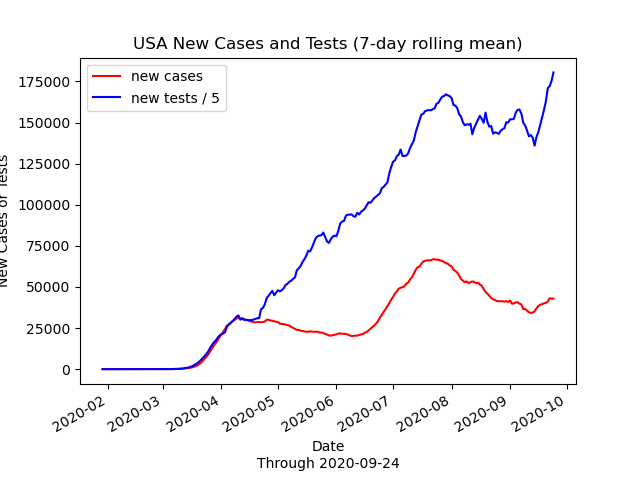 USA New Cases and Tests (7-day rolling mean)
new cases
new tests / 5
175000
150000
125000
100000
75000
50000
25000
0
New Cases or Tests
2020-02
2020-03
2020-04
2020-05
2020-06
2020-07
2020-08
2020-09
2020-10
Date
Through 2020-09-24